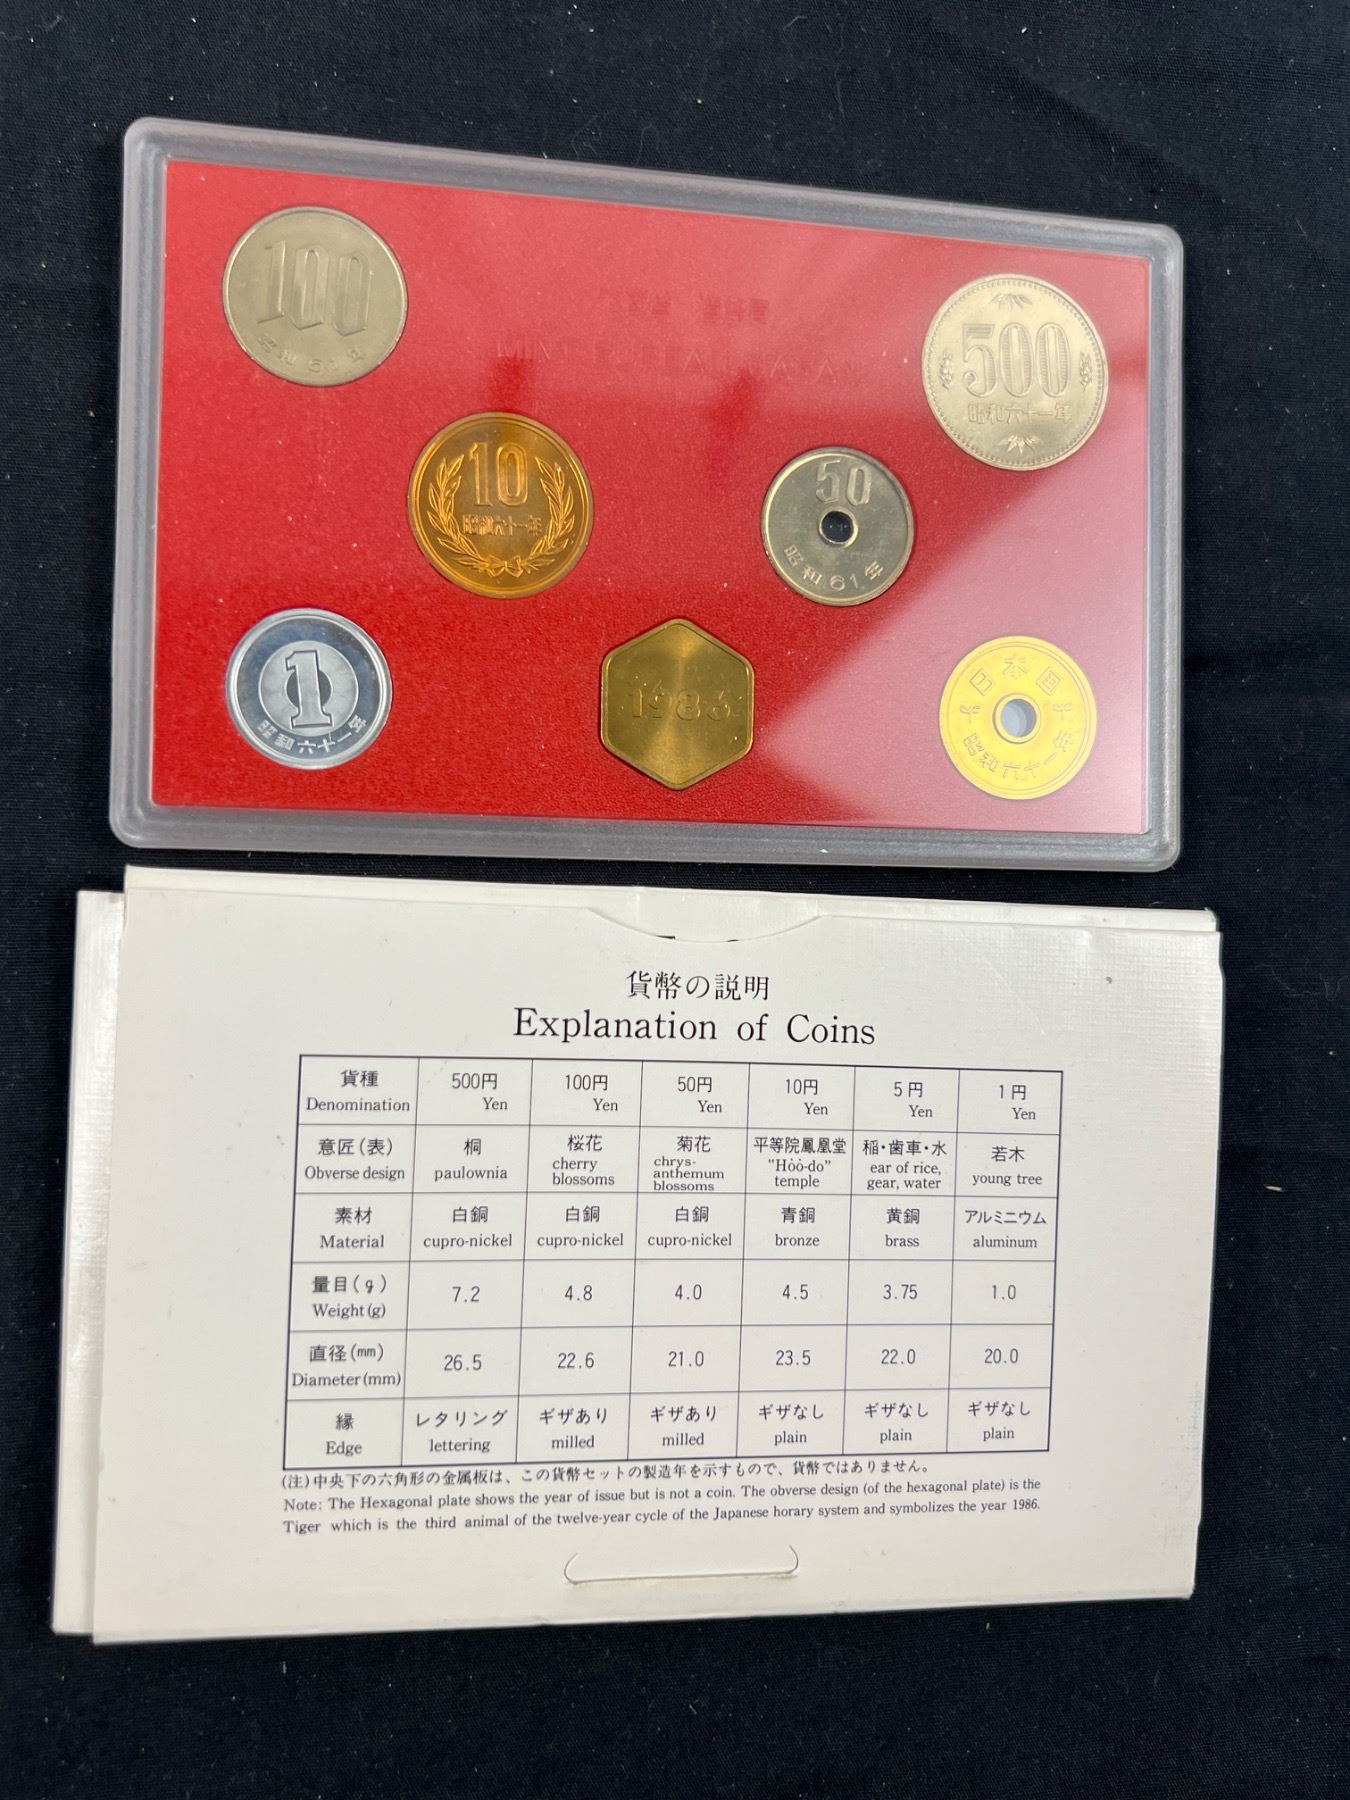 100
昭和61年
500
昭和六十一年
10
昭和六十一年
50
昭和61年
1
昭和六十一年
1986
日本国
昭和六十一年
貨幣の説明
Explanation of Coins
貨種 500円 100円 50円 10円 5円 1円
Denomination Yen Yen Yen Yen Yen Yen
意匠(表) 桐 桜花 菊花 平等院鳳凰堂 稲・歯車・水 若木
Obverse design paulownia cherry blossoms chrys-anthemum blossoms "Hòò-do" temple ear of rice, gear, water young tree
素材 白銅 白銅 白銅 青銅 黄銅 アルミニウム
Material cupro-nickel cupro-nickel cupro-nickel bronze brass aluminum
量目(g) 7.2 4.8 4.0 4.5 3.75 1.0
Weight(g)
直径(㎜) 26.5 22.6 21.0 23.5 22.0 20.0
Diameter(mm)
縁 レタリング ギザあり ギザあり ギザなし ギザなし ギザなし
Edge lettering milled milled plain plain plain
(注)中央下の六角形の金属板は、この貨幣セットの製造年を示すもので、貨幣ではありません。
Note: The Hexagonal plate shows the year of issue but is not a coin. The obverse design (of the hexagonal plate) is the
Tiger which is the third animal of the twelve-year cycle of the Japanese horary system and symbolizes the year 1986.